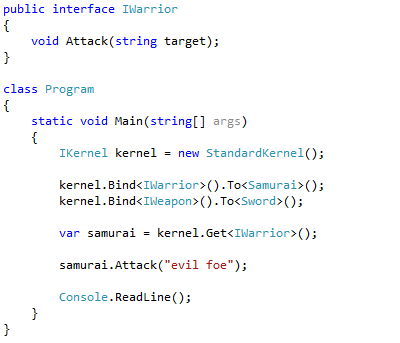 public interface IWarrior
{
    void Attack(string target);
}

class Program
{
    static void Main(string[] args)
    {
        IKernel kernel = new StandardKernel();

        kernel.Bind<IWarrior>().To<Samurai>();
        kernel.Bind<IWeapon>().To<Sword>();

        var samurai = kernel.Get<IWarrior>();

        samurai.Attack("evil foe");

        Console.ReadLine();
    }
}